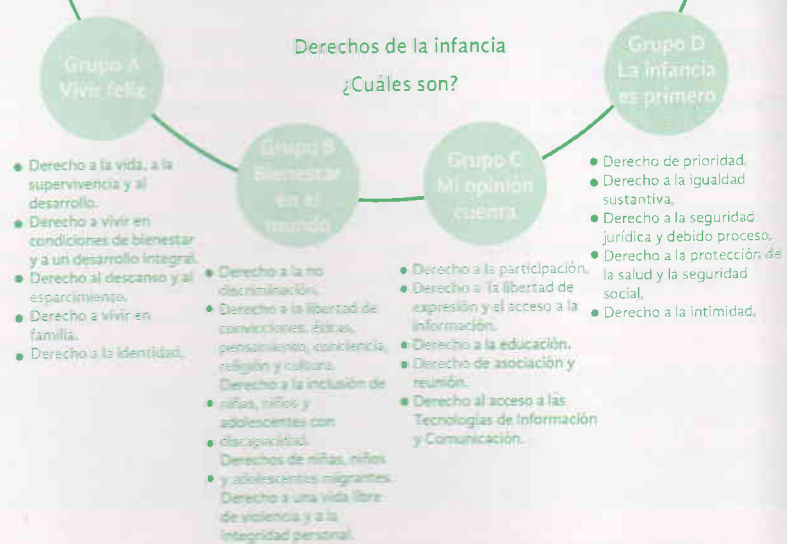 Derechos de la infancia
¿Cuáles son?
Grupo A
Vivir feliz
● Derecho a la vida, a la
supervivencia y al
desarrollo.
● Derecho a vivir en
condiciones de bienestar
y a un desarrollo integral.
● Derecho al descanso y al
esparcimiento,
● Derecho a vivir en
familia.
● Derecho a la identidad,
Grupo B
Bienestar
en el
mundo
● Derecho a la no
discriminación,
● Derecho a la libertad de
convicciones éticas,
pensamiento, conciencia,
religión y cultura.
Derecho a la inclusión de
● niñas, niños y
adolescentes con
● discapacidad.
Derechos de niñas, niños
● y adolescentes migrantes.
Derecho a una vida libre
de violencia y a la
integridad personal.
Grupo C
Mi opinión
cuenta
● Derecho a la participación,
● Derecho a la libertad de
expresión y el acceso a la
información.
● Derecho a la educación.
● Derecho de asociación y
reunión.
● Derecho al acceso a las
Tecnologías de Información
y Comunicación.
Grupo D
La infancia
es primero
● Derecho de prioridad,
● Derecho a la igualdad
sustantiva,
● Derecho a la seguridad
jurídica y debido proceso,
● Derecho a la protección de
la salud y la seguridad
social,
● Derecho a la intimidad,